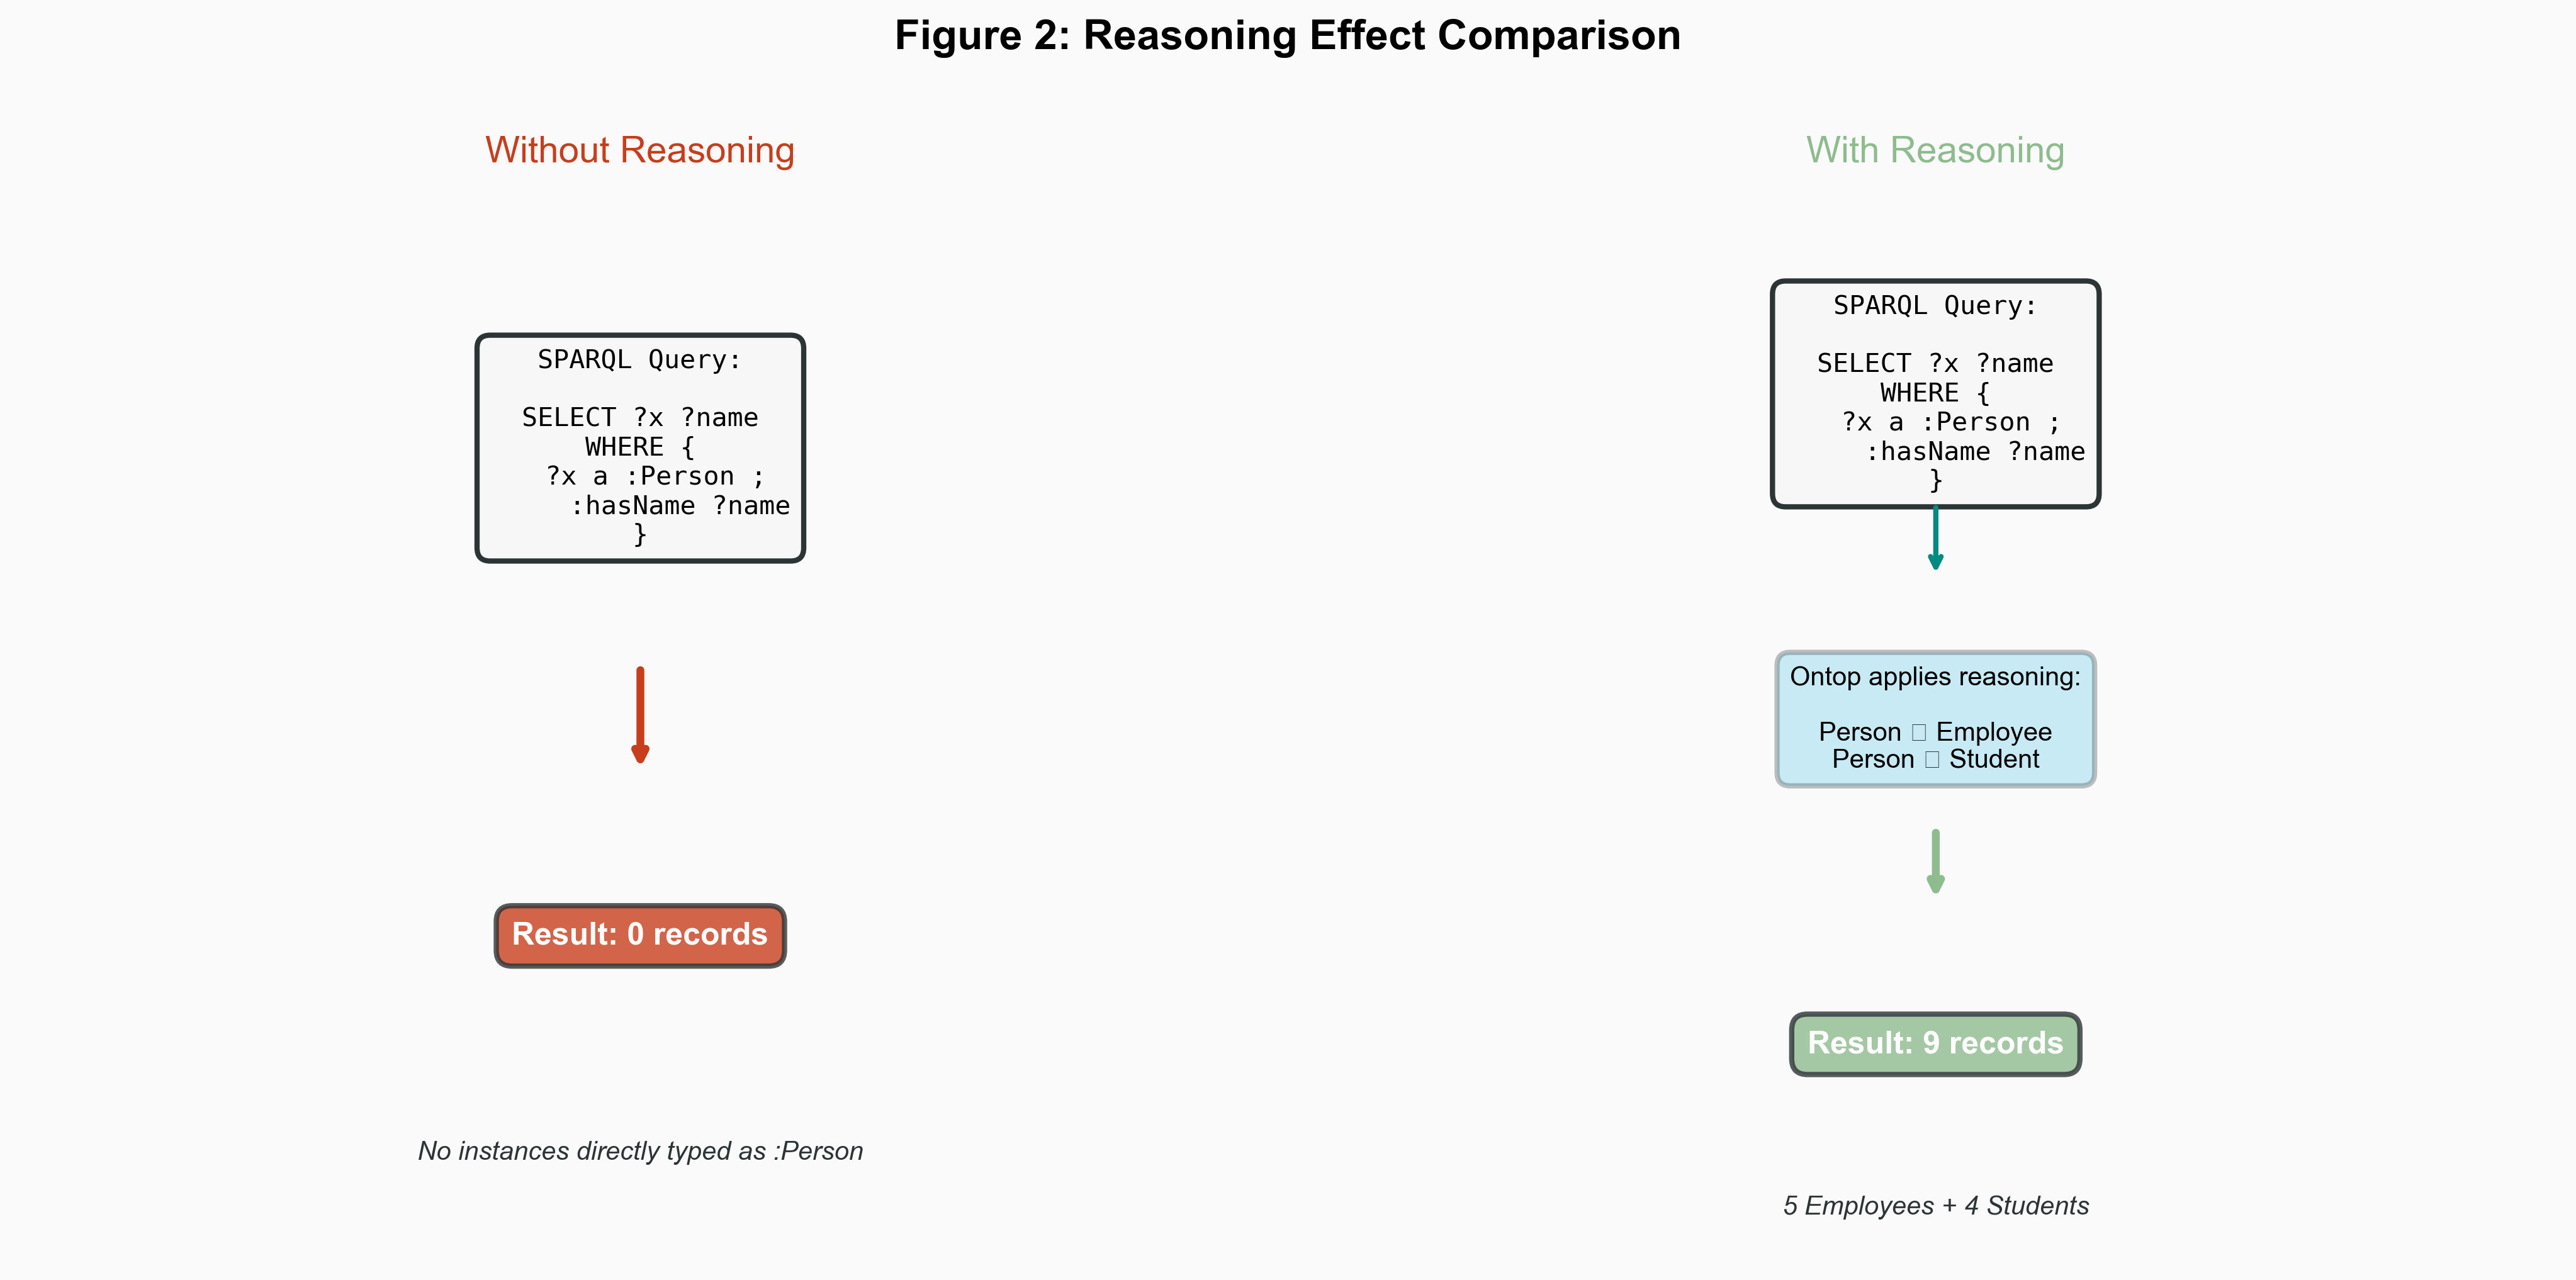 Figure 2: Reasoning Effect Comparison
Without Reasoning
SPARQL Query:
SELECT ?x ?name
WHERE {
?x a :Person ;
:hasName ?name
}
Result: 0 records
No instances directly typed as :Person
With Reasoning
SPARQL Query:
SELECT ?x ?name
WHERE {
?x a :Person ;
:hasName ?name
}
Ontop applies reasoning:
Person □ Employee
Person □ Student
Result: 9 records
5 Employees + 4 Students